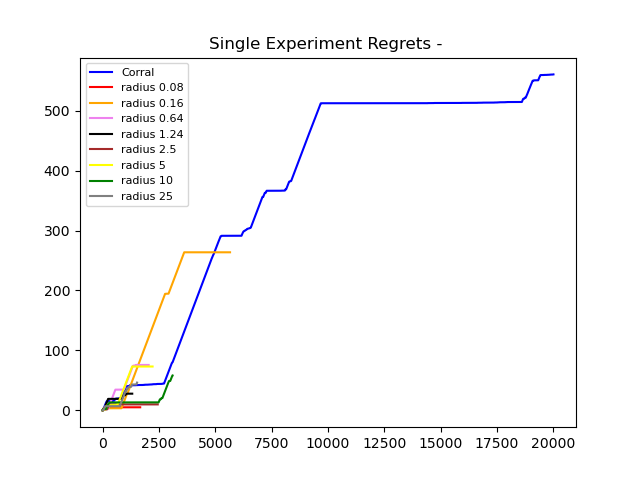 Single Experiment Regrets -
Corral
radius 0.08
radius 0.16
radius 0.64
radius 1.24
radius 2.5
radius 5
radius 10
radius 25
500
400
300
200
100
0
0 2500 5000 7500 10000 12500 15000 17500 20000